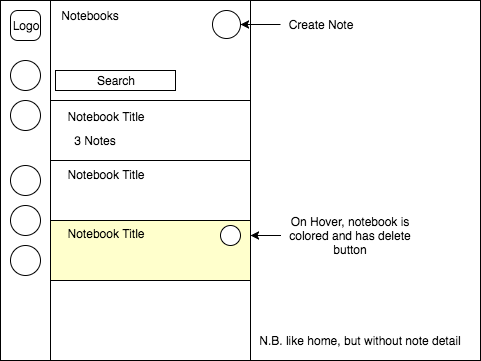 Logo
Notebooks
Create Note
Search
Notebook Title
3 Notes
Notebook Title
Notebook Title
On Hover, notebook is
colored and has delete
button
N.B. like home, but without note detail